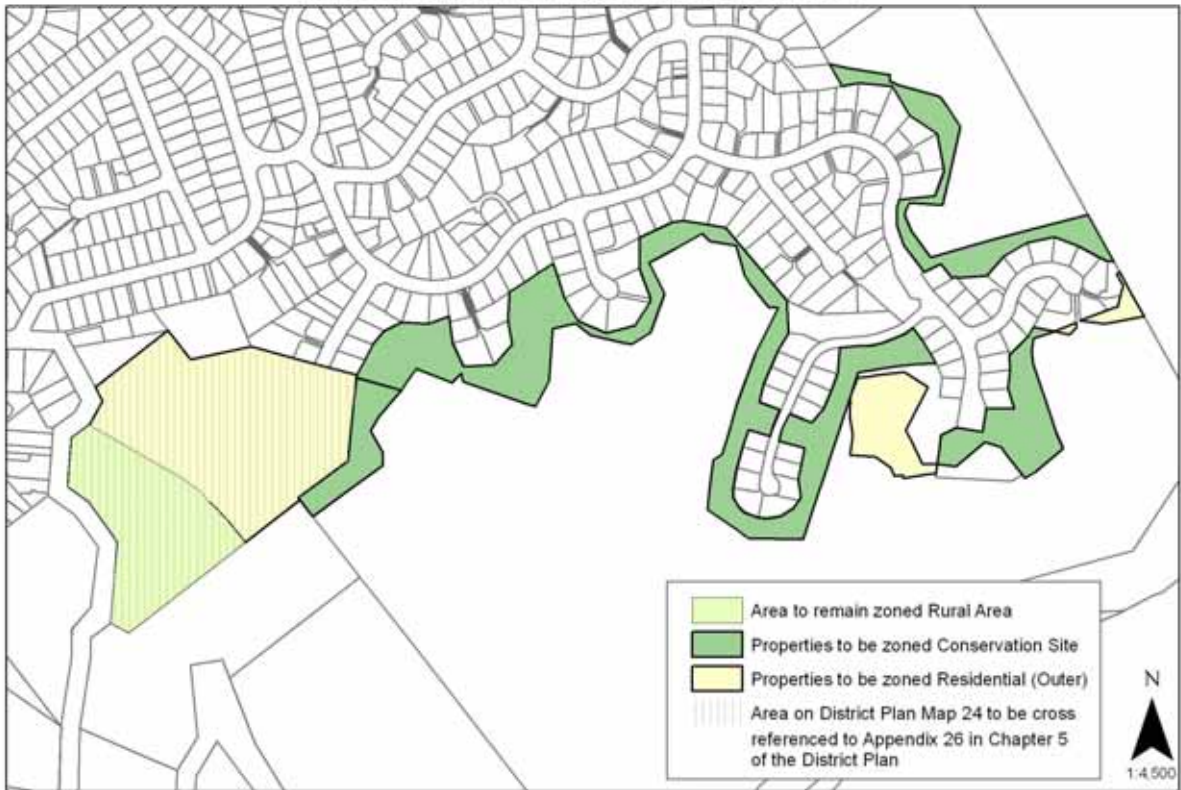 Area to remain zoned Rural Area
Properties to be zoned Conservation Site
Properties to be zoned Residential (Outer)
Area on District Plan Map 24 to be cross
referenced to Appendix 26 in Chapter 5
of the District Plan
N
1:4,500